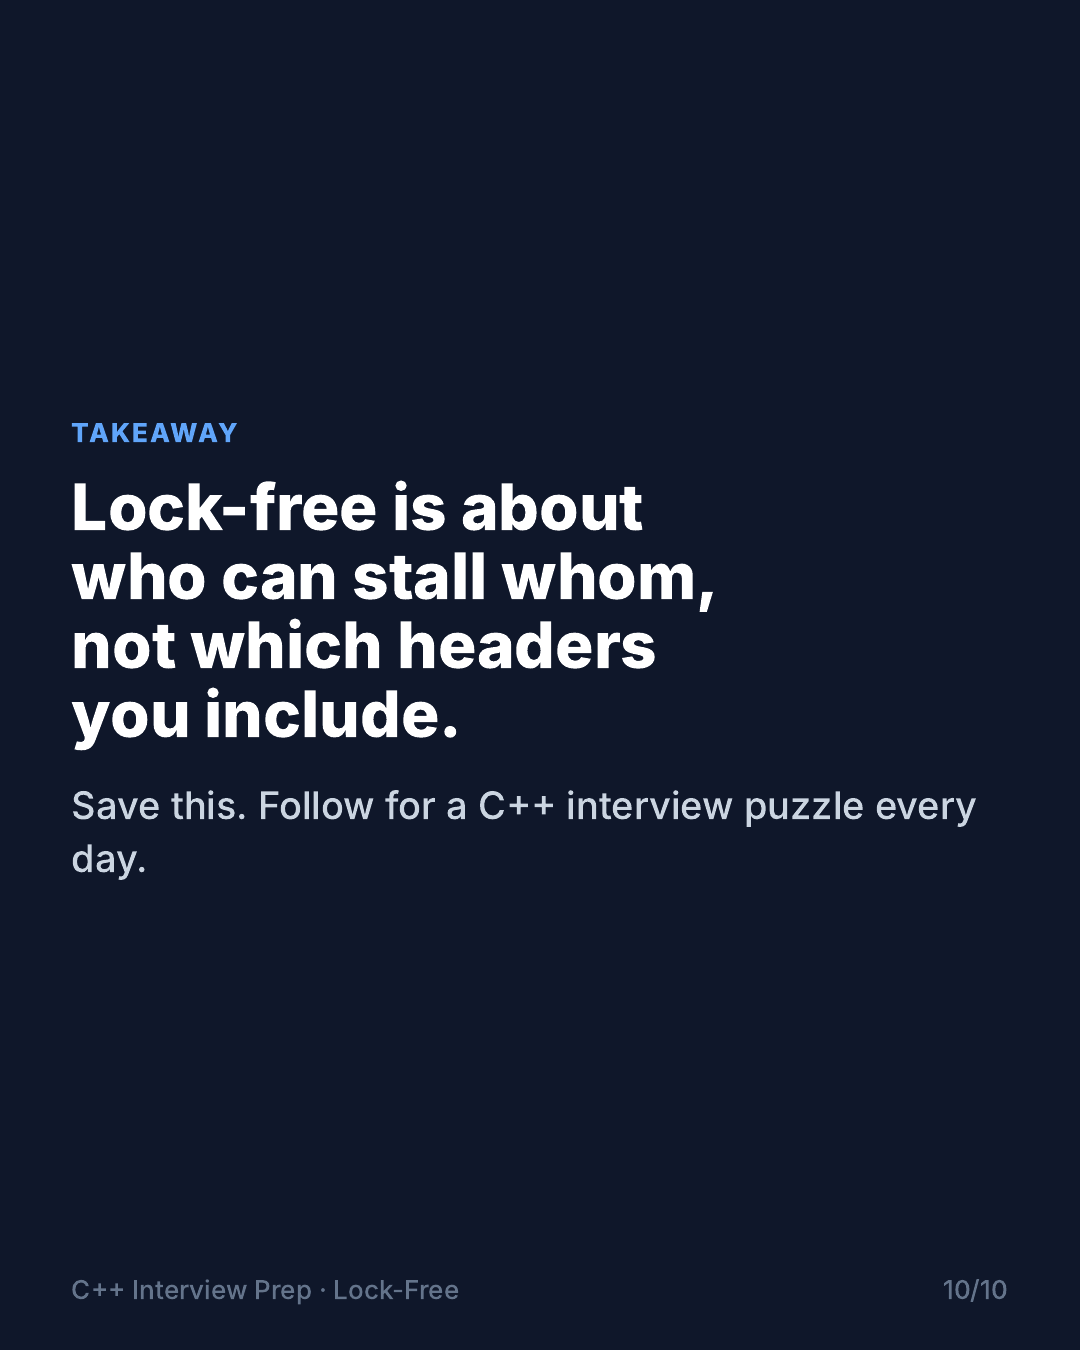 TAKEAWAY
Lock-free is about
who can stall whom,
not which headers
you include.
Save this. Follow for a C++ interview puzzle every
day.
C++ Interview Prep · Lock-Free
10/10